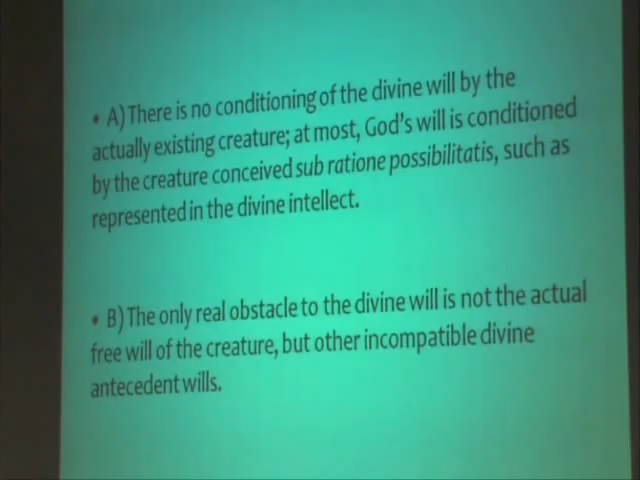 • A) There is no conditioning of the divine will by the
actually existing creature; at most, God's will is conditioned
by the creature conceived sub ratione possibilitatis, such as
represented in the divine intellect.
• B) The only real obstacle to the divine will is not the actual
free will of the creature, but other incompatible divine
antecedent wills.